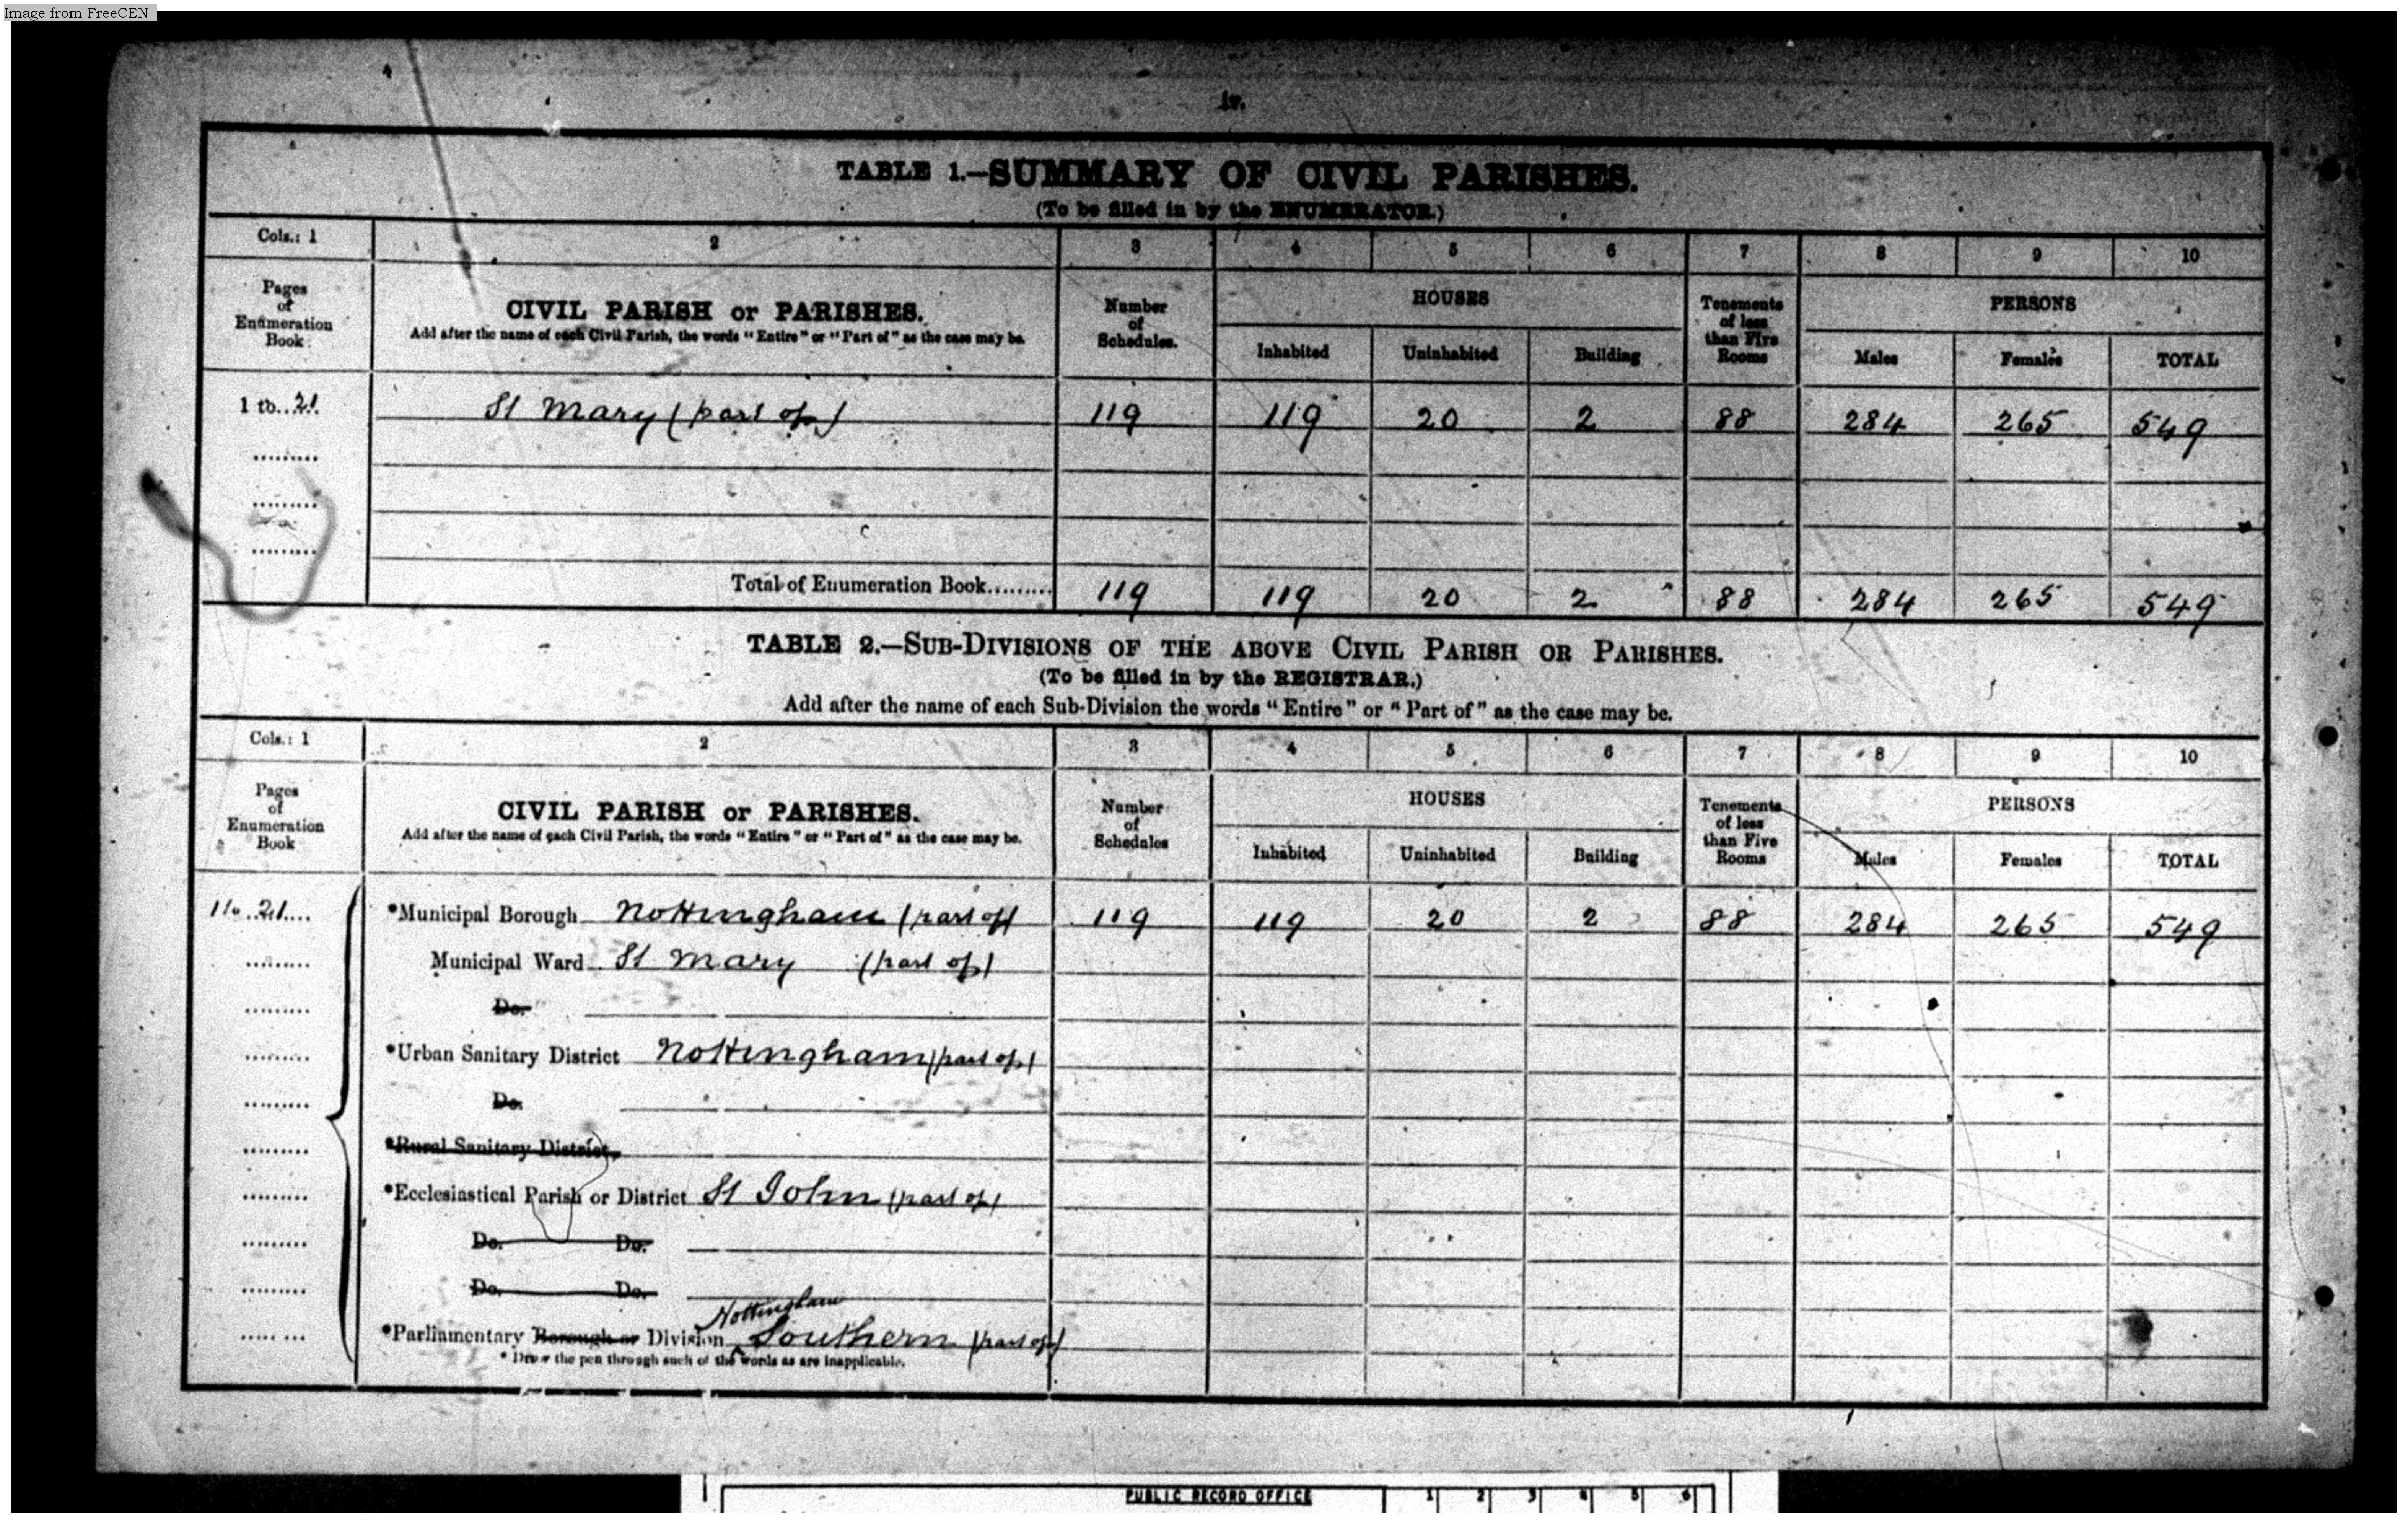 Image from FreeCEN
iv.
TABLE 1.—SUMMARY OF CIVIL PARISHES.
(To be filled in by the ENUMERATOR.)
Cols.: 1 2 3 4 5 6 7 8 9 10
Pages of Enumeration Book
CIVIL PARISH or PARISHES.
Add after the name of each Civil Parish, the words "Entire" or "Part of" as the case may be.
Number of Schedules.
HOUSES
Inhabited Uninhabited Building
Tenements of less than Five Rooms
PERSONS
Males Females TOTAL
1 to 21 St Mary (part of) 119 119 20 2 88 284 265 549
Total of Enumeration Book......... 119 119 20 2 88 284 265 549
TABLE 2.—SUB-DIVISIONS OF THE ABOVE CIVIL PARISH OR PARISHES.
(To be filled in by the REGISTRAR.)
Add after the name of each Sub-Division the words "Entire" or "Part of" as the case may be.
Cols.: 1 2 3 4 5 6 7 8 9 10
Pages of Enumeration Book
CIVIL PARISH or PARISHES.
Add after the name of each Civil Parish, the words "Entire" or "Part of" as the case may be.
Number of Schedules
HOUSES
Inhabited Uninhabited Building
Tenements of less than Five Rooms
PERSONS
Males Females TOTAL
1 to 21 *Municipal Borough Nottingham (part of) 119 119 20 2 88 284 265 549
Municipal Ward St Mary (part of)
Do.
*Urban Sanitary District Nottingham (part of)
Do.
*Rural Sanitary District
*Ecclesiastical Parish or District St John (part of)
Do. Do.
Do. Do.
Nottingham
*Parliamentary Borough or Division Southern (part of)
* Draw the pen through such of the words as are inapplicable.
PUBLIC RECORD OFFICE 1 2 3 4 5 6